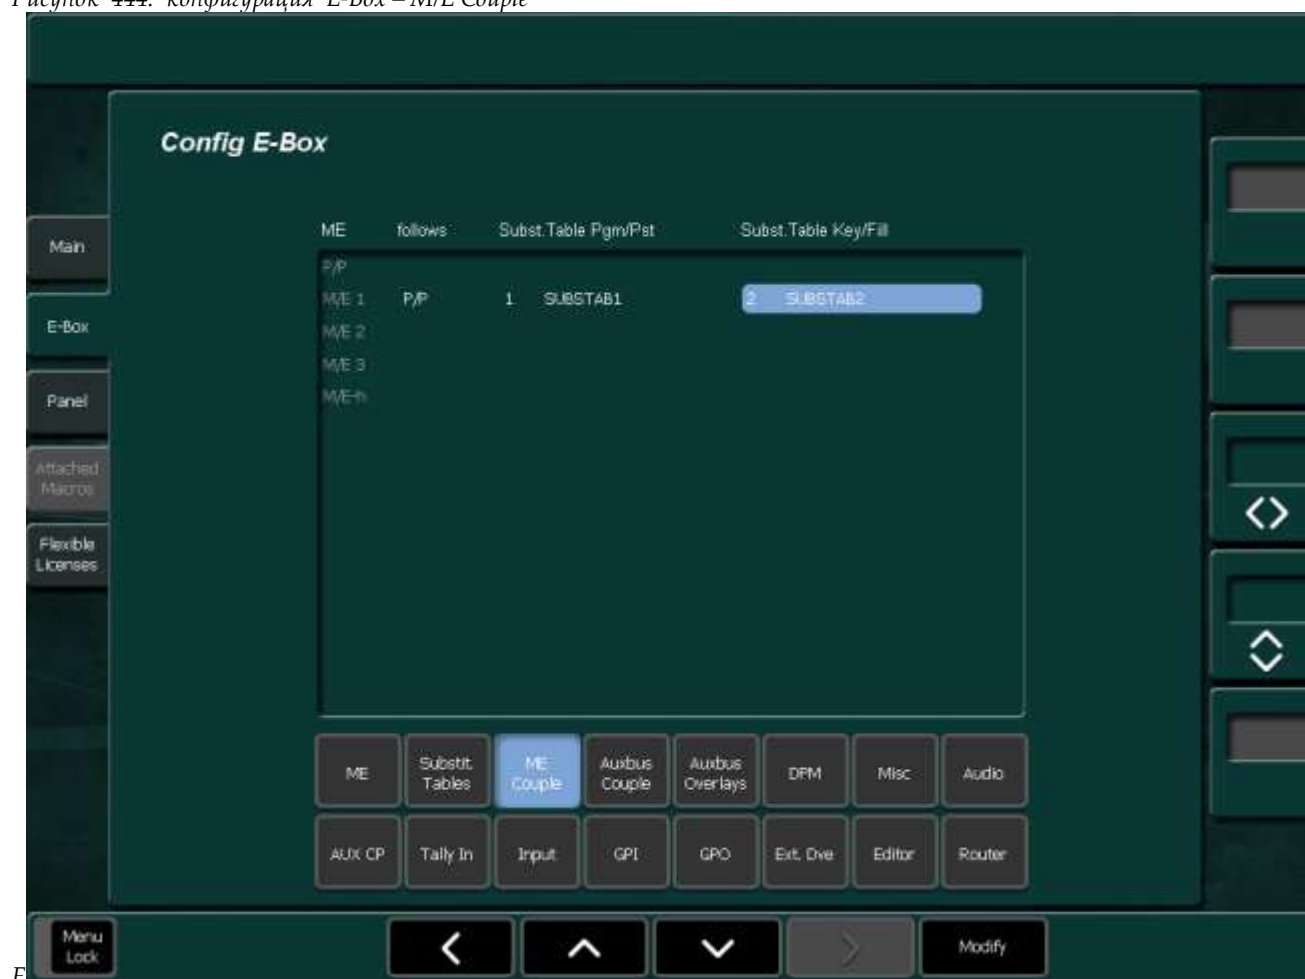 Рисунок 444: конфигурация E-Box – M/E Couple
Config E-Box
ME follows Subst.Table Pgm/Pst Subst.Table Key/Fill
P/P
M/E 1 P/P 1 SUBSTAB1 2 SUBSTAB2
M/E 2
M/E 3
M/E-h
Main
E-Box
Panel
Attached
Macros
Flexible
Licenses
ME
Substit.
Tables
ME
Couple
Auxbus
Couple
Auxbus
Overlays
DPM
Misc
Audio
AUX CP
Tally In
Input
GPI
GPO
Ext. Dve
Editor
Router
Menu
Lock
Modify